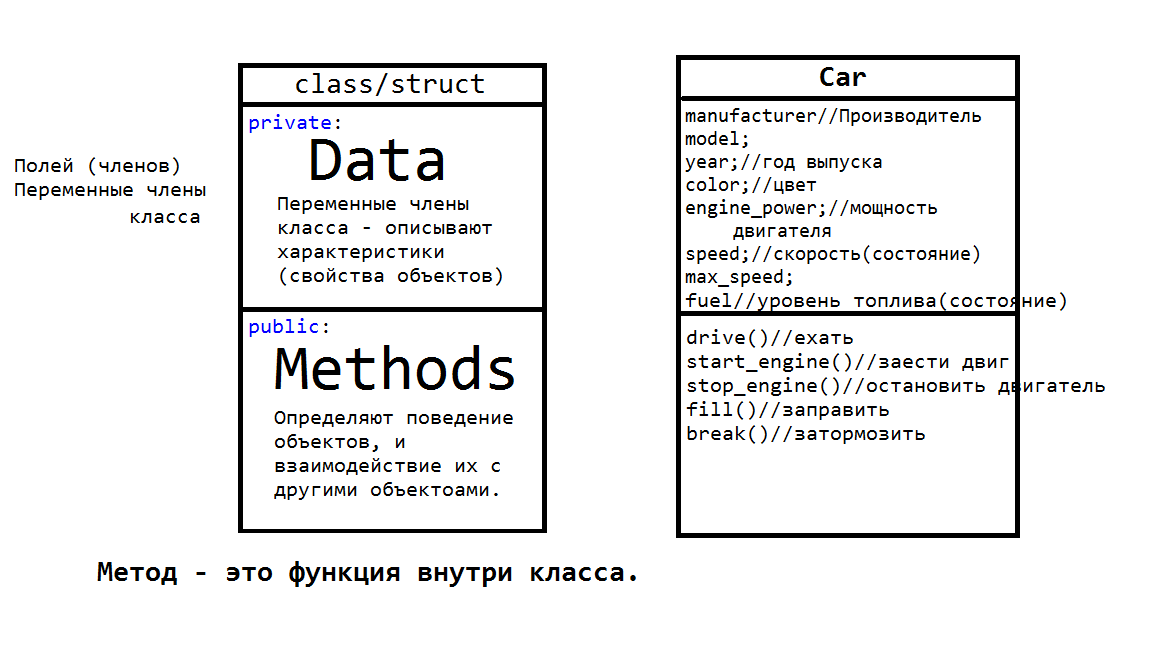 Полей (членов)
Переменные члены
класса
class/struct
private:
Data
Переменные члены
класса - описывают
характеристики
(свойства объектов)
public:
Methods
Определяют поведение
объектов, и
взаимодействие их с
другими объектоами.
Car
manufacturer//Производитель
model;
year;//год выпуска
color;//цвет
engine_power;//мощность
двигателя
speed;//скорость(состояние)
max_speed;
fuel//уровень топлива(состояние)
drive()//ехать
start_engine()//заести двиг
stop_engine()//остановить двигатель
fill()//заправить
break()//затормозить
Метод - это функция внутри класса.